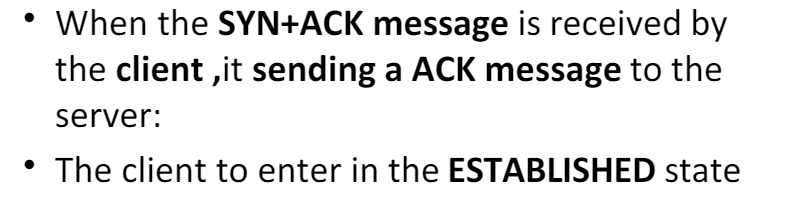 • When the SYN+ACK message is received by
the client ,it sending a ACK message to the
server:
• The client to enter in the ESTABLISHED state